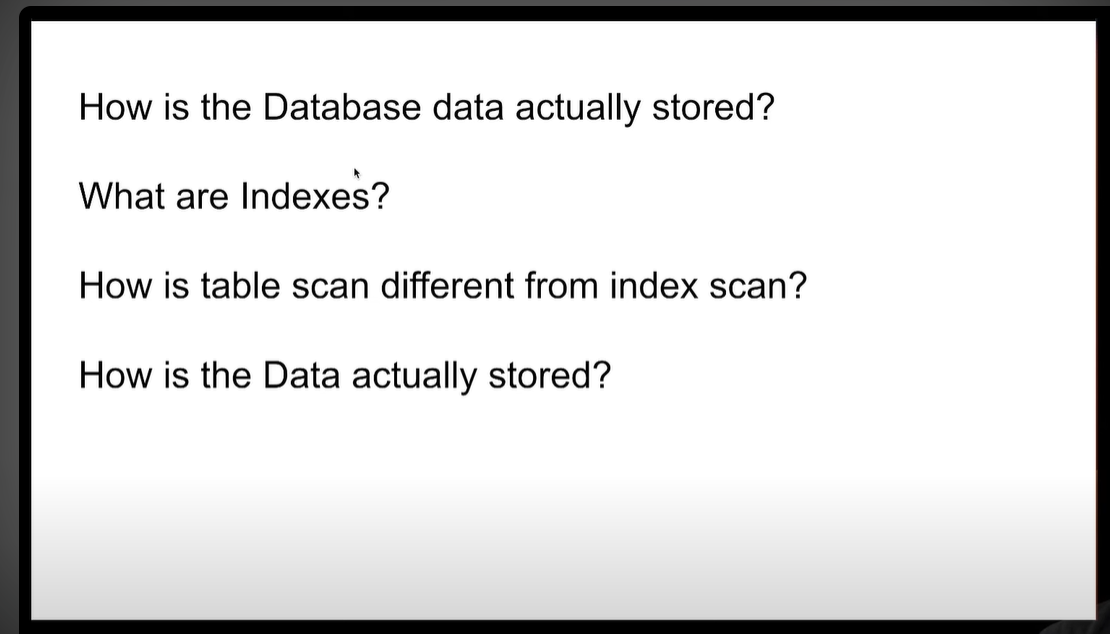 How is the Database data actually stored?
What are Indexes?
How is table scan different from index scan?
How is the Data actually stored?